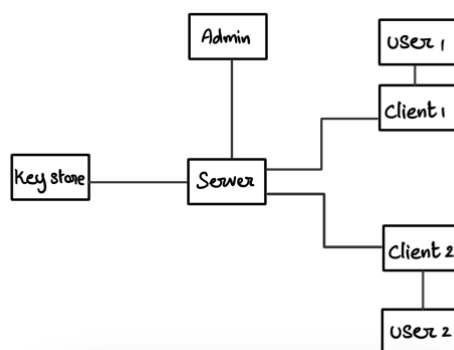 Admin
User 1
Client 1
Key store
Server
Client 2
User 2